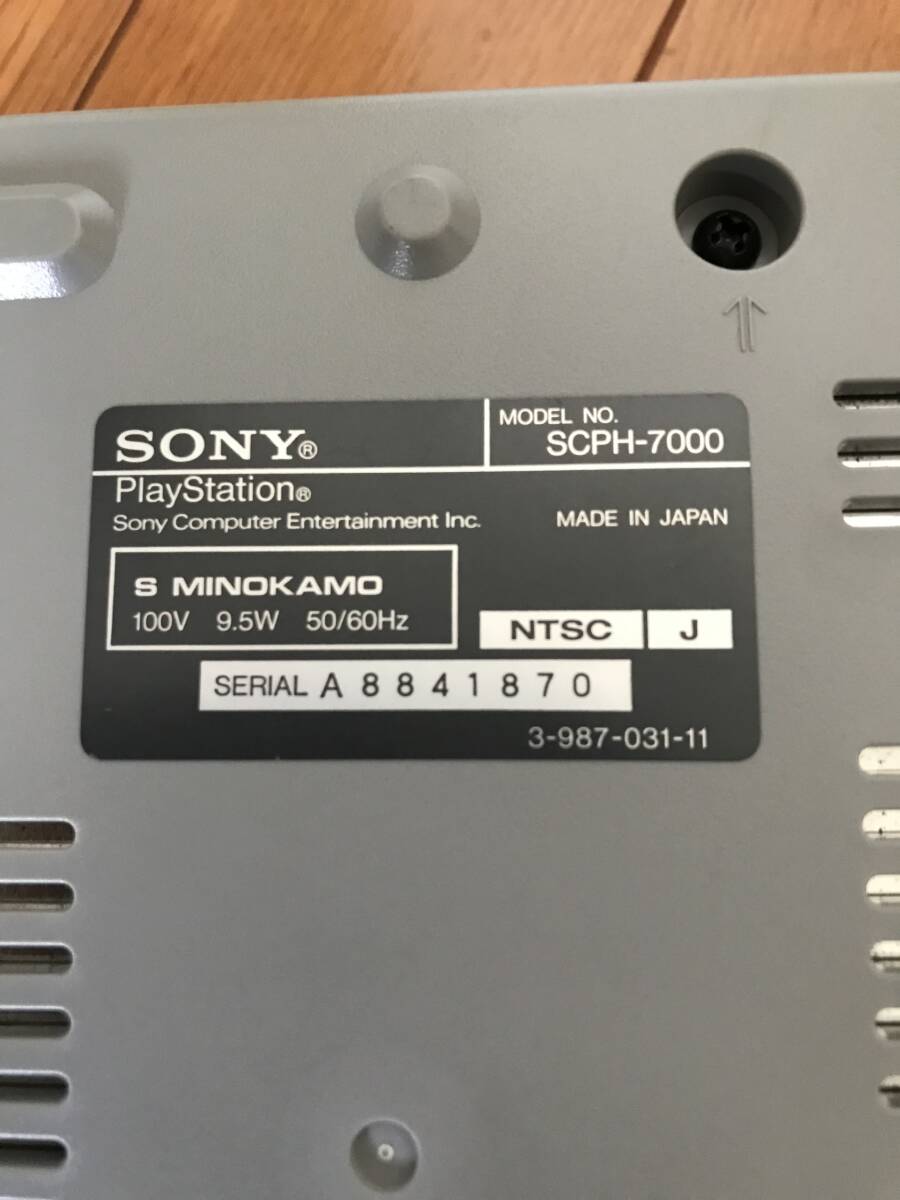 SONY®
MODEL NO.
SCPH-7000
PlayStation®
Sony Computer Entertainment Inc.
MADE IN JAPAN
S MINOKAMO
100V 9.5W 50/60Hz
NTSC J
SERIAL A 8 8 4 1 8 7 0
3-987-031-11